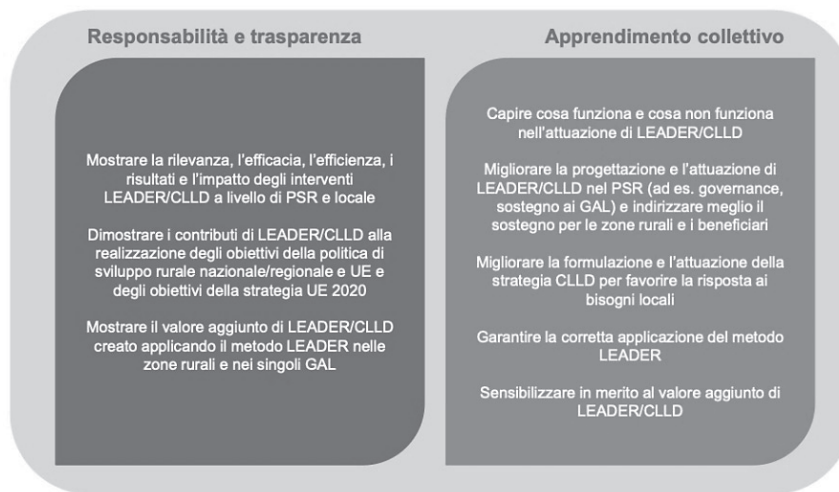 Responsabilità e trasparenza
Mostrare la rilevanza, l'efficacia, l'efficienza, i
risultati e l'impatto degli interventi
LEADER/CLLD a livello di PSR e locale
Dimostrare i contributi di LEADER/CLLD alla
realizzazione degli obiettivi della politica di
sviluppo rurale nazionale/regionale e UE e
degli obiettivi della strategia UE 2020
Mostrare il valore aggiunto di LEADER/CLLD
creato applicando il metodo LEADER nelle
zone rurali e nei singoli GAL
Apprendimento collettivo
Capire cosa funziona e cosa non funziona
nell'attuazione di LEADER/CLLD
Migliorare la progettazione e l'attuazione di
LEADER/CLLD nel PSR (ad es. governance,
sostegno ai GAL) e indirizzare meglio il
sostegno per le zone rurali e i beneficiari
Migliorare la formulazione e l'attuazione della
strategia CLLD per favorire la risposta ai
bisogni locali
Garantire la corretta applicazione del metodo
LEADER
Sensibilizzare in merito al valore aggiunto di
LEADER/CLLD